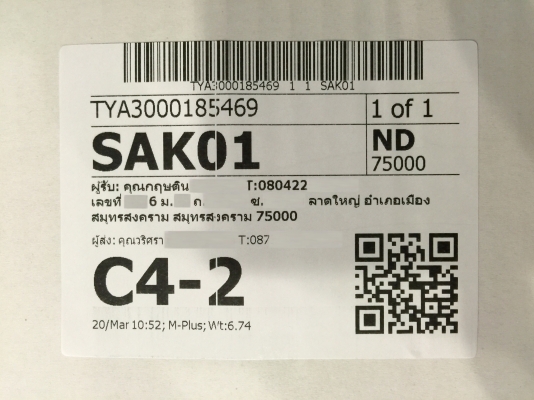 TYA3000185469 1 1 SAK01
TYA3000185469 1 of 1
SAK01 ND
75000
ผู้รับ: คุณกฤษติน T:080422
เลขที่ 6 ม. ถ ซ. ลาดใหญ่ อำเภอเมือง
สมุทรสงคราม สมุทรสงคราม 75000
ผู้ส่ง: คุณวริศรา T:087
C4-2
20/Mar 10:52; M-Plus; Wt:6.74